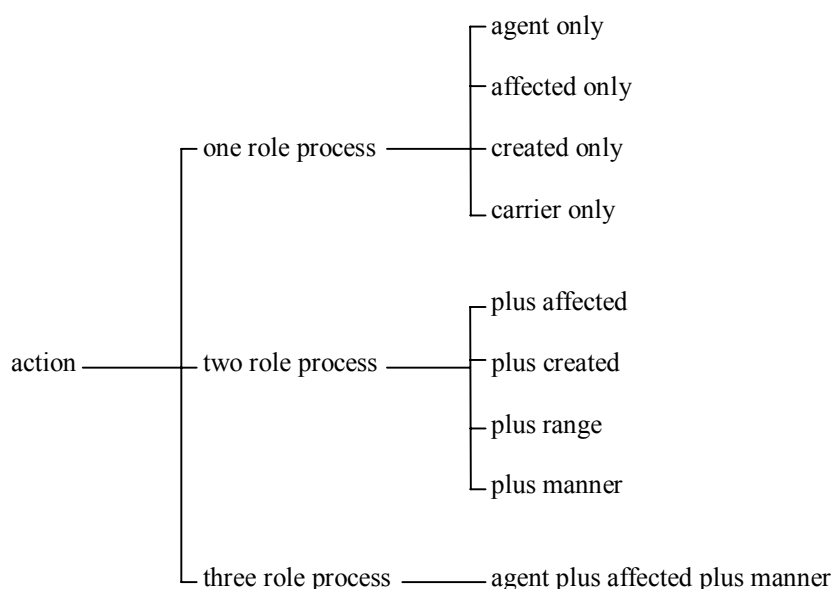 agent only
affected only
one role process
created only
carrier only
plus affected
action
two role process
plus created
plus range
plus manner
three role process
agent plus affected plus manner